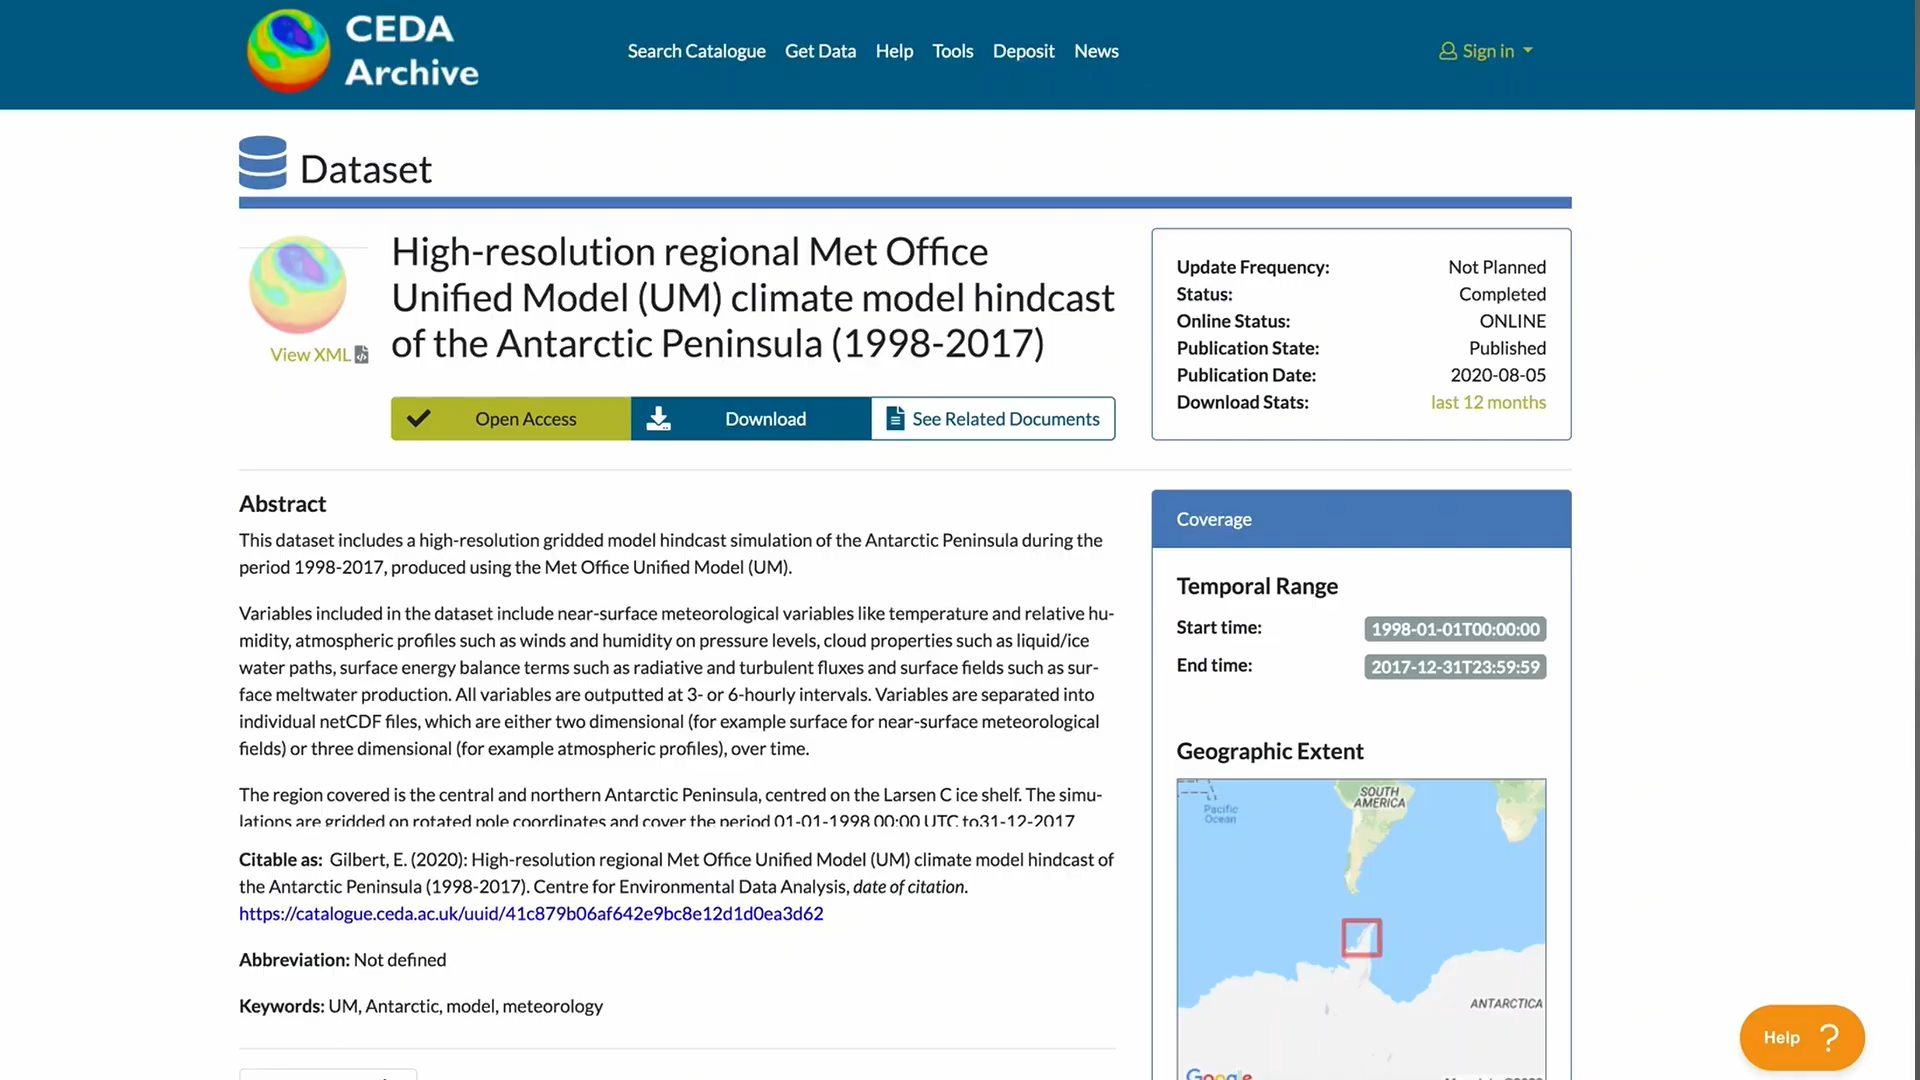 CEDA
Archive
Search Catalogue
Get Data
Help
Tools
Deposit
News
Sign in
Dataset
View XML
High-resolution regional Met Office
Unified Model (UM) climate model hindcast
of the Antarctic Peninsula (1998-2017)
Open Access
Download
See Related Documents
Update Frequency: Not Planned
Status: Completed
Online Status: ONLINE
Publication State: Published
Publication Date: 2020-08-05
Download Stats: last 12 months
Abstract
This dataset includes a high-resolution gridded model hindcast simulation of the Antarctic Peninsula during the
period 1998-2017, produced using the Met Office Unified Model (UM).
Variables included in the dataset include near-surface meteorological variables like temperature and relative hu-
midity, atmospheric profiles such as winds and humidity on pressure levels, cloud properties such as liquid/ice
water paths, surface energy balance terms such as radiative and turbulent fluxes and surface fields such as sur-
face meltwater production. All variables are outputted at 3- or 6-hourly intervals. Variables are separated into
individual netCDF files, which are either two dimensional (for example surface for near-surface meteorological
fields) or three dimensional (for example atmospheric profiles), over time.
The region covered is the central and northern Antarctic Peninsula, centred on the Larsen C ice shelf. The simu-
lations are gridded on rotated pole coordinates and cover the period 01-01-1998 00:00 UTC to31-12-2017
Citable as: Gilbert, E. (2020): High-resolution regional Met Office Unified Model (UM) climate model hindcast of
the Antarctic Peninsula (1998-2017). Centre for Environmental Data Analysis, date of citation.
https://catalogue.ceda.ac.uk/uuid/41c879b06af642e9bc8e12d1d0ea3d62
Abbreviation: Not defined
Keywords: UM, Antarctic, model, meteorology
Coverage
Temporal Range
Start time: 1998-01-01T00:00:00
End time: 2017-12-31T23:59:59
Geographic Extent
SOUTH
AMERICA
Pacific
Ocean
ANTARCTICA
Google
Help ?